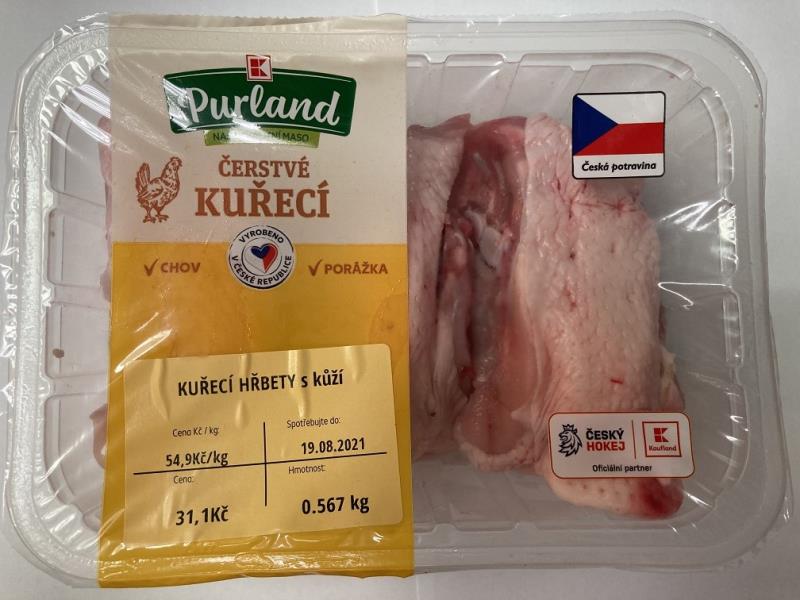 K
Purland
MASO
ČERSTVÉ
KUŘECÍ
VYROBENO
V ČESKÉ REPUBLICE
CHOV
PORÁŽKA
Česká potravina
KUŘECÍ HŘBETY s kůží
Cena Kč / kg:
Spotřebujte do:
54,9Kč/kg
19.08.2021
Cena:
Hmotnost:
31,1Kč
0.567 kg
ČESKÝ
HOKEJ
K
Kaufland
Oficiální partner